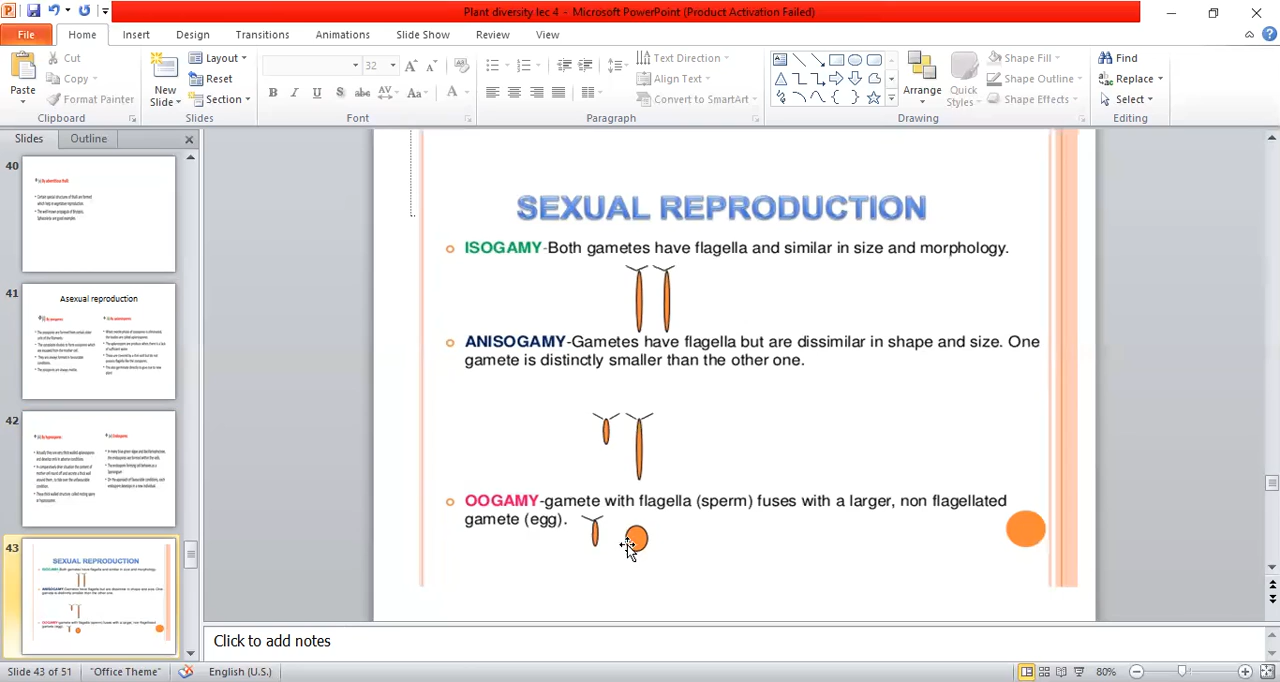 Plant diversity lec 4 - Microsoft PowerPoint (Product Activation Failed)
File Home Insert Design Transitions Animations Slide Show Review View
Paste
Cut
Copy
Format Painter
Clipboard
New
Slide
Layout
Reset
Section
Slides
32
B I U S abc AV Aa A
Font
Text Direction
Align Text
Convert to SmartArt
Paragraph
Arrange
Quick
Styles
Shape Fill
Shape Outline
Shape Effects
Drawing
Find
Replace
Select
Editing
Slides Outline
40
41
Asexual reproduction
42
43
SEXUAL REPRODUCTION
SEXUAL REPRODUCTION
ISOGAMY-Both gametes have flagella and similar in size and morphology.
ANISOGAMY-Gametes have flagella but are dissimilar in shape and size. One
gamete is distinctly smaller than the other one.
OOGAMY-gamete with flagella (sperm) fuses with a larger, non flagellated
gamete (egg).
Click to add notes
Slide 43 of 51 "Office Theme" English (U.S.) 80%